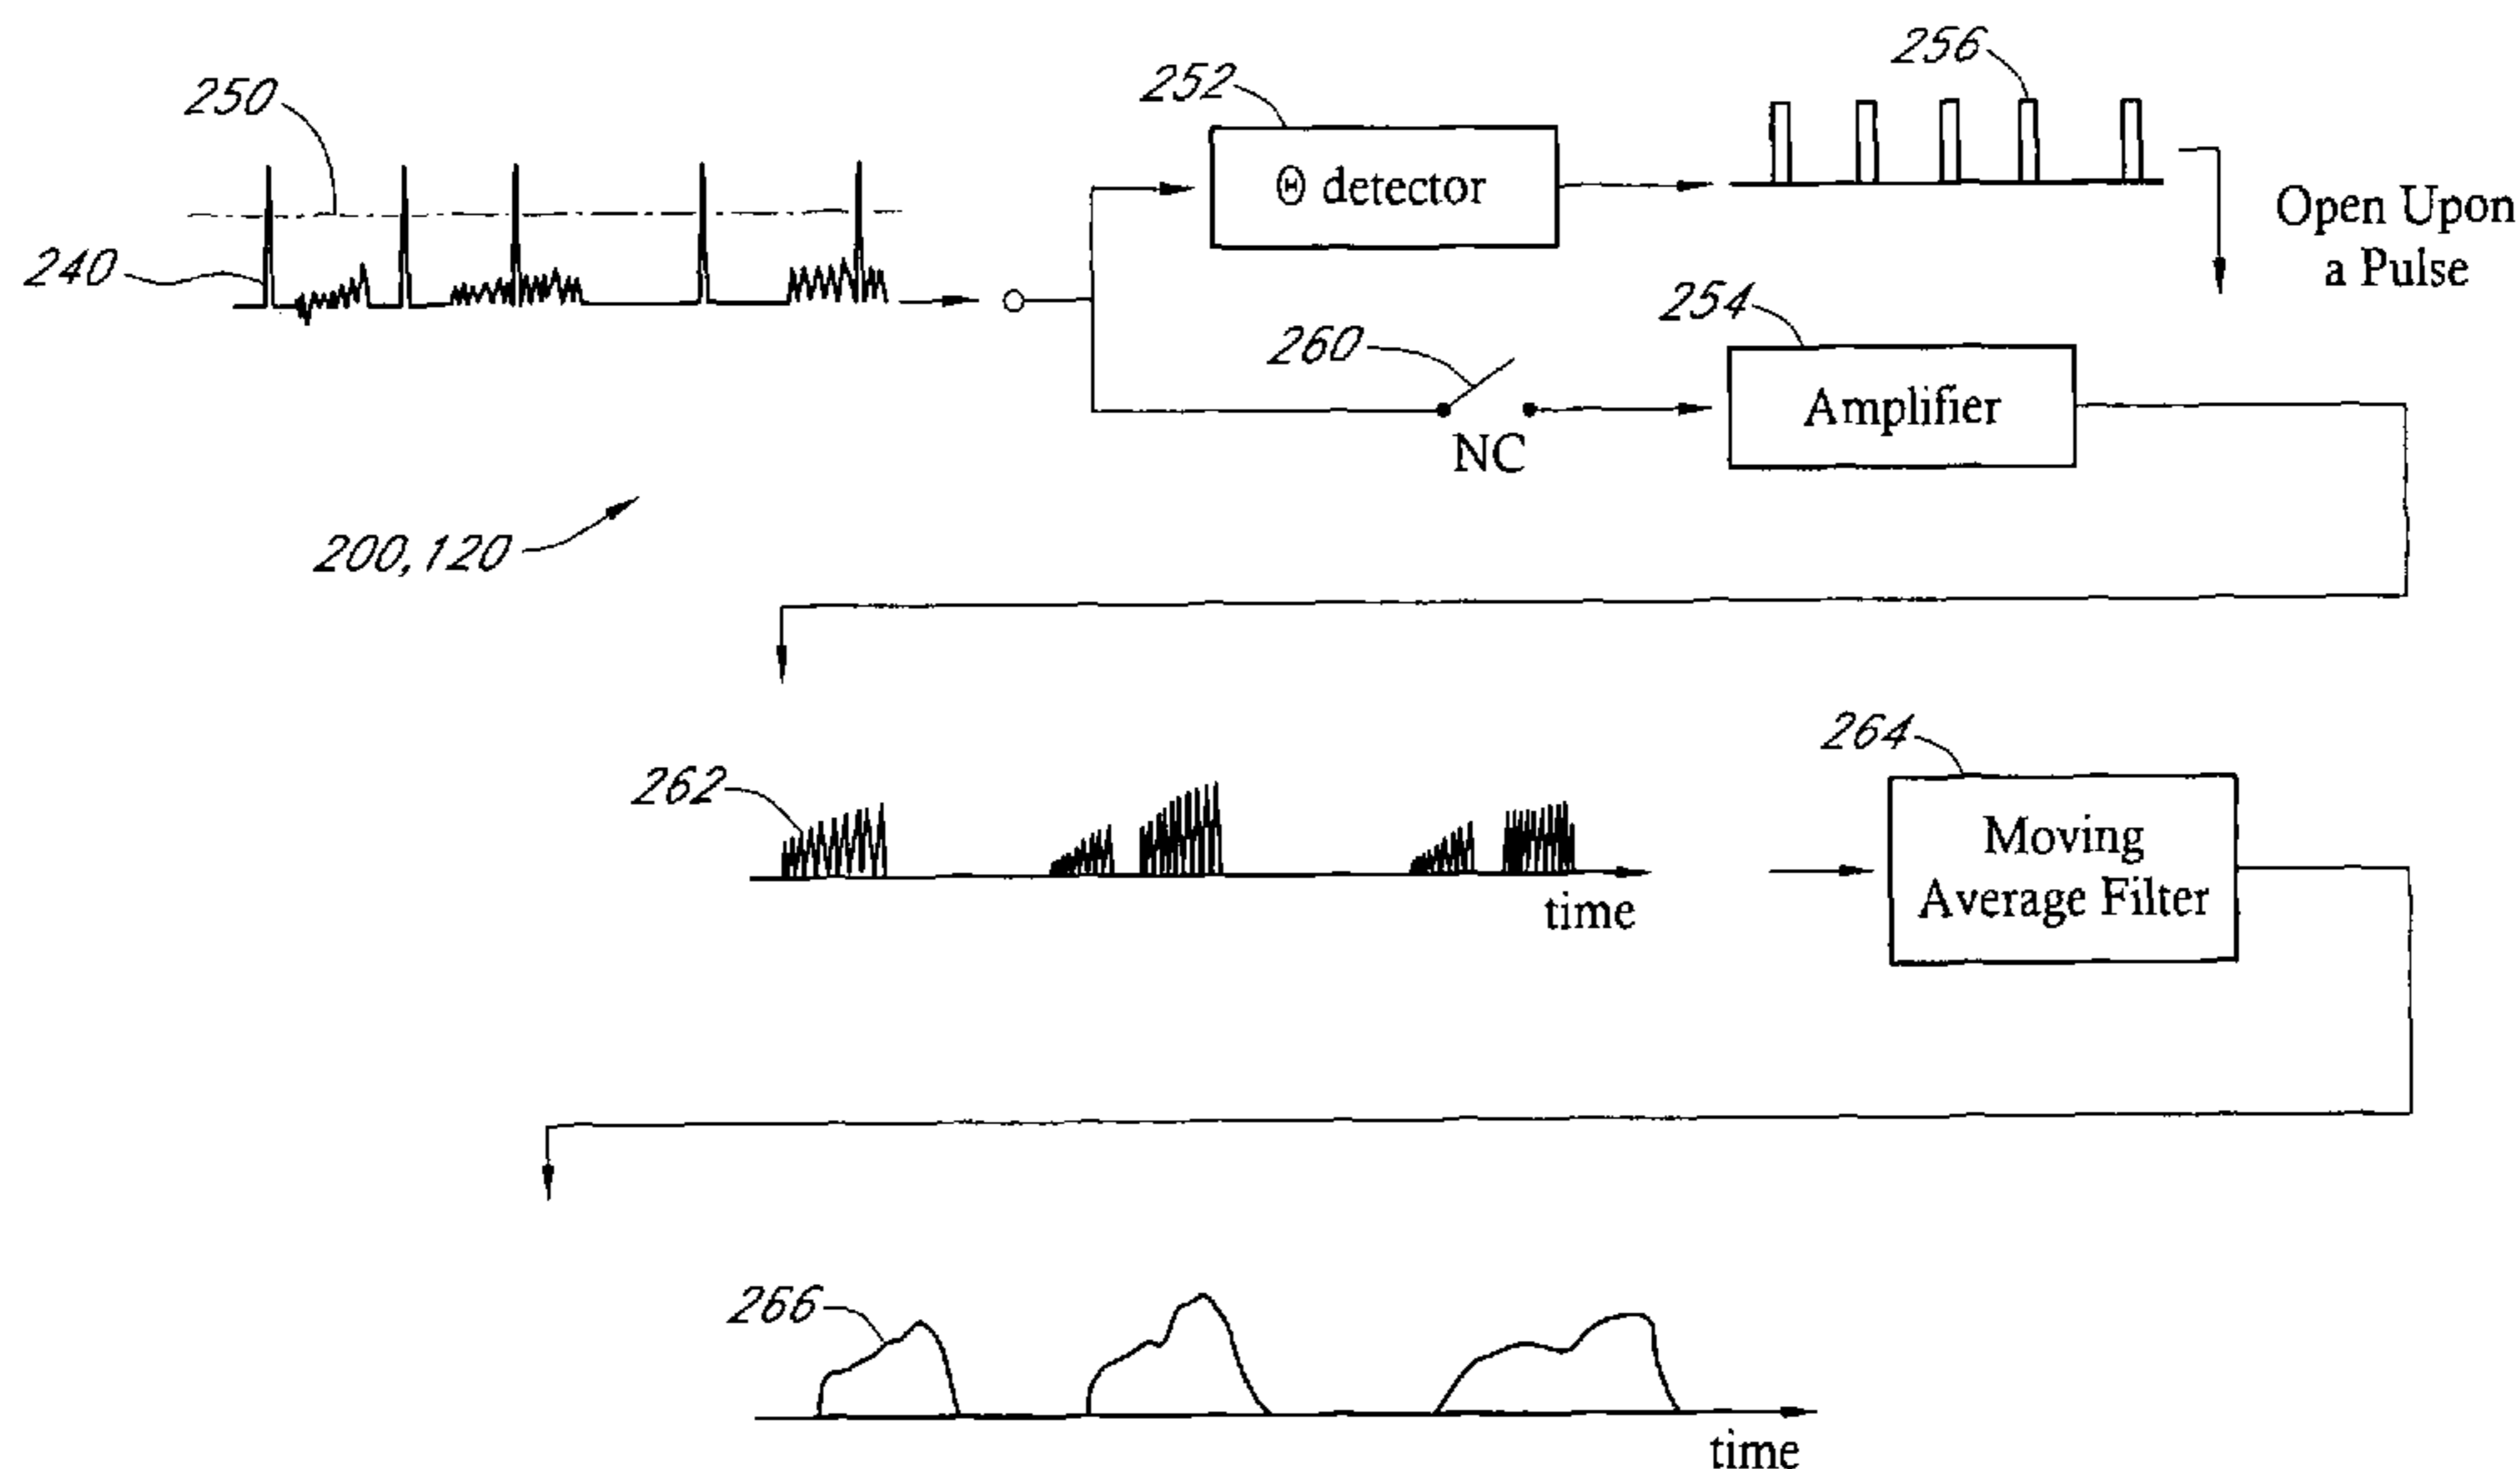 256
252
250
Θ detector
Open Upon
a Pulse
240
254
260
Amplifier
NC
200,120
264
262
Moving
Average Filter
time
266
time